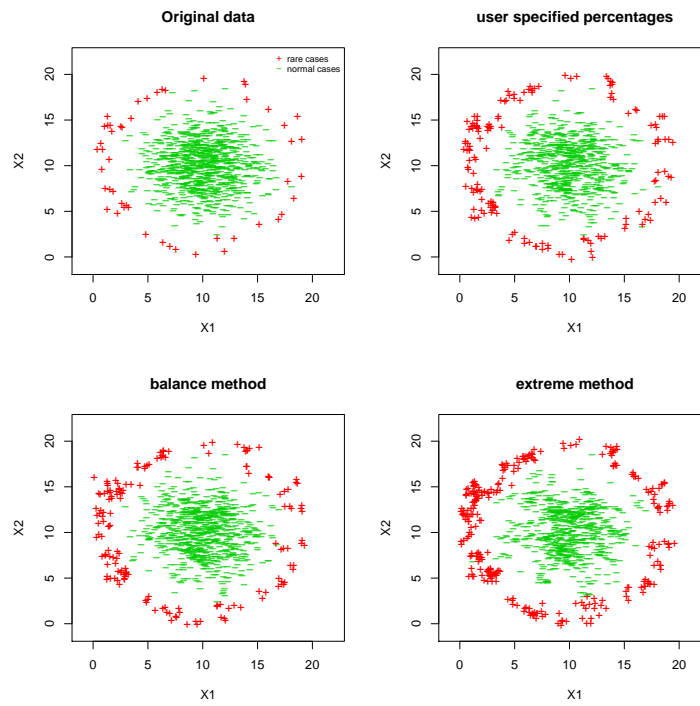 Original data
+ rare cases
− normal cases
X2
20
15
10
5
0
0 5 10 15 20
X1
user specified percentages
X2
20
15
10
5
0
0 5 10 15 20
X1
balance method
X2
20
15
10
5
0
0 5 10 15 20
X1
extreme method
X2
20
15
10
5
0
0 5 10 15 20
X1